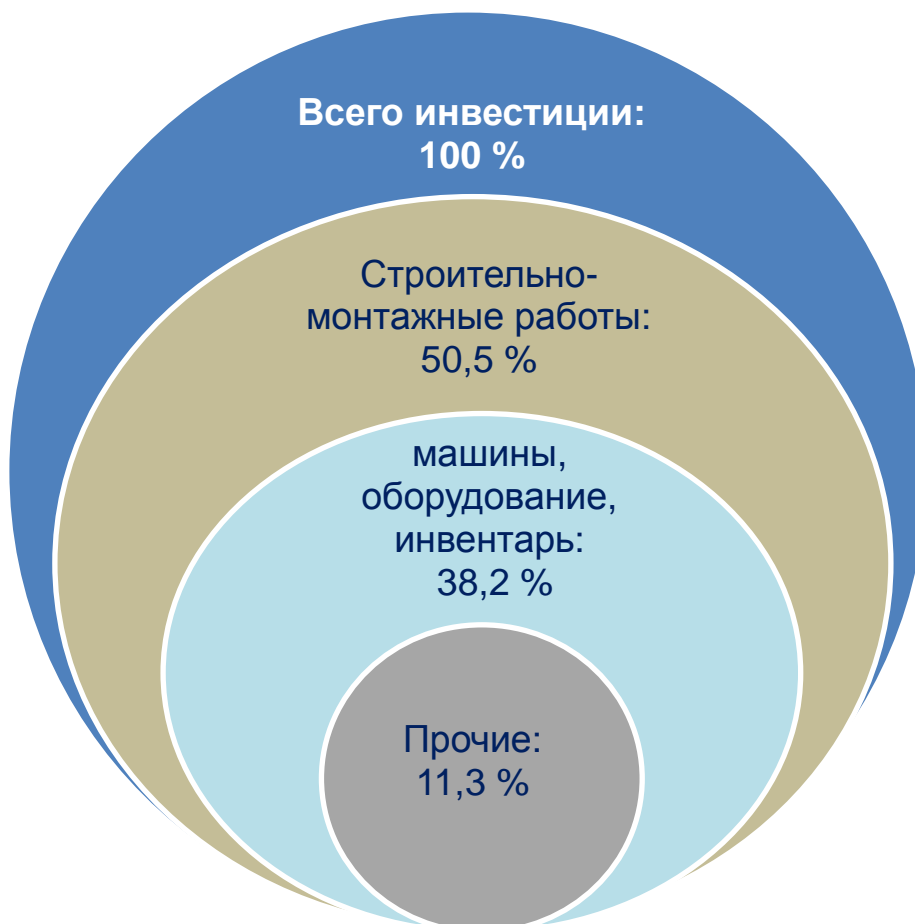 Всего инвестиции:
100 %
Строительно-
монтажные работы:
50,5 %
машины,
оборудование,
инвентарь:
38,2 %
Прочие:
11,3 %